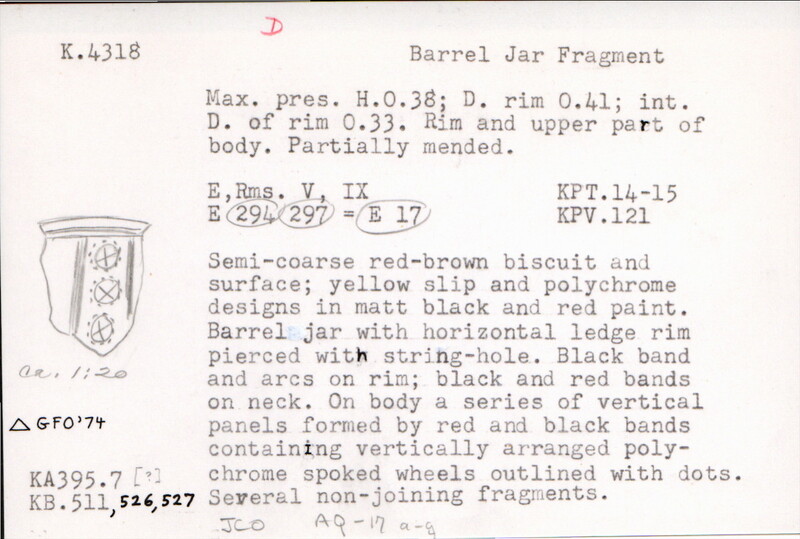 D
K.4318 Barrel Jar Fragment
Max. pres. H.0.38; D. rim 0.41; int.
D. of rim 0.33. Rim and upper part of
body. Partially mended.
E,Rms. V, IX KPT.14-15
E 294 297 = E 17 KPV.121
Semi-coarse red-brown biscuit and
surface; yellow slip and polychrome
designs in matt black and red paint.
Barrel jar with horizontal ledge rim
pierced with string-hole. Black band
and arcs on rim; black and red bands
on neck. On body a series of vertical
panels formed by red and black bands
containing vertically arranged poly-
chrome spoked wheels outlined with dots.
Several non-joining fragments.
ca. 1:20
△ GFO'74
KA395.7 [?]
KB.511, 526, 527
JCO AQ-17 a-g